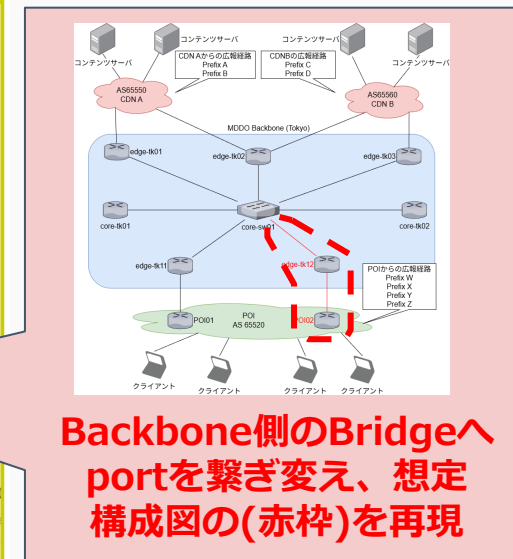 コンテンツサーバ
コンテンツサーバ
コンテンツサーバ
コンテンツサーバ
CDN Aからの広報経路
Prefix A
Prefix B
CDNBの広報経路
Prefix C
Prefix D
AS65550
CDN A
AS65560
CDN B
MDDO Backbone (Tokyo)
edge-tk01
edge-tk02
edge-tk03
core-tk01
core-sw01
core-tk02
edge-tk11
edge-tk12
POIからの広報経路
Prefix W
Prefix X
Prefix Y
Prefix Z
POI01
POI
AS 65520
POI02
クライアント
クライアント
クライアント
クライアント
Backbone側のBridgeへ
portを繋ぎ変え、想定
構成図の(赤枠)を再現